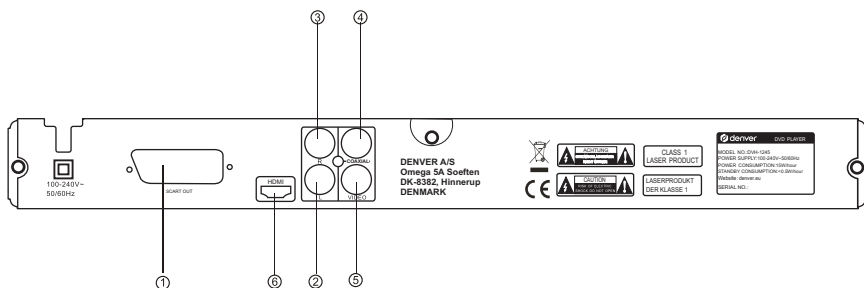 ③ ④
R COAXIAL
L VIDEO
HDMI
100-240V~
50/60Hz
SCART OUT
DENVER A/S
Omega 5A Soeften
DK-8382, Hinnerup
DENMARK
CE
ACHTUNG
CAUTION
RISK OF ELECTRIC
SHOCK DO NOT OPEN
CLASS 1
LASER PRODUCT
LASERPRODUKT
DER KLASSE 1
denver DVD PLAYER
MODEL NO.:DVH-1245
POWER SUPPLY:100-240V~50/60Hz
POWER CONSUMPTION:15W/hour
STANDBY CONSUMPTION:<0.5W/hour
Website: denver.eu
SERIAL NO.:
① ⑥ ② ⑤